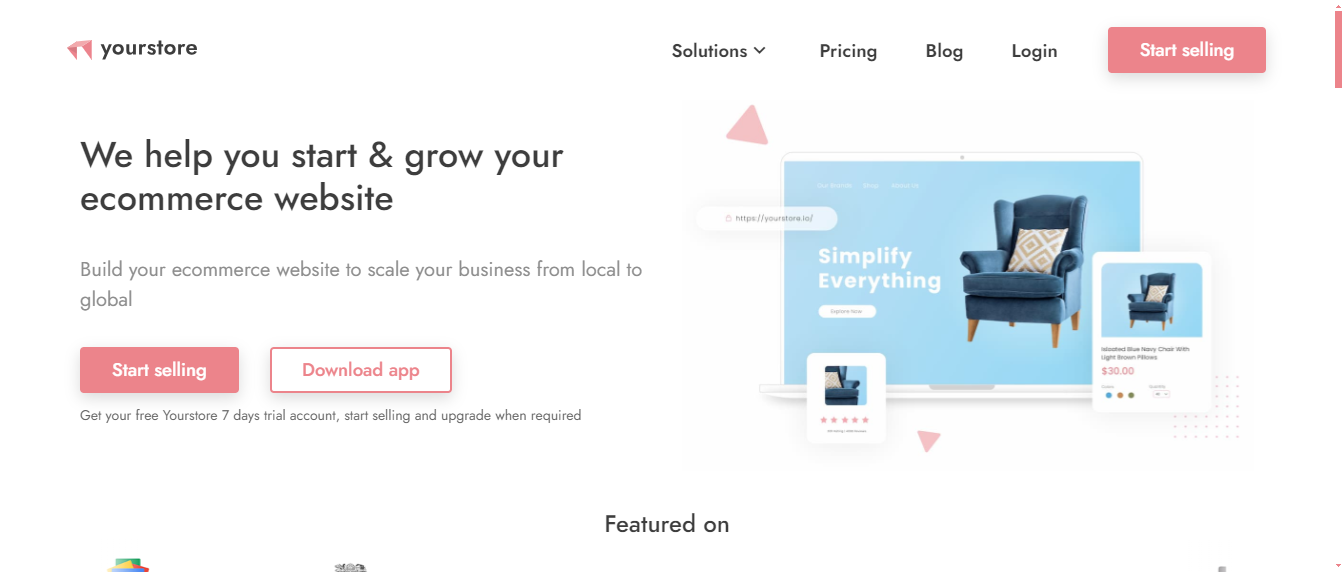 yourstore
Solutions
Pricing
Blog
Login
Start selling
We help you start & grow your
ecommerce website
Build your ecommerce website to scale your business from local to
global
Start selling
Download app
Get your free Yourstore 7 days trial account, start selling and upgrade when required
Our Brands Shop About Us
https://yourstore.io/
Simplify
Everything
Explore Now
Isloated Blue Navy Chair With
Light Brown Pillows
$30.00
Colors
Quantity
Featured on